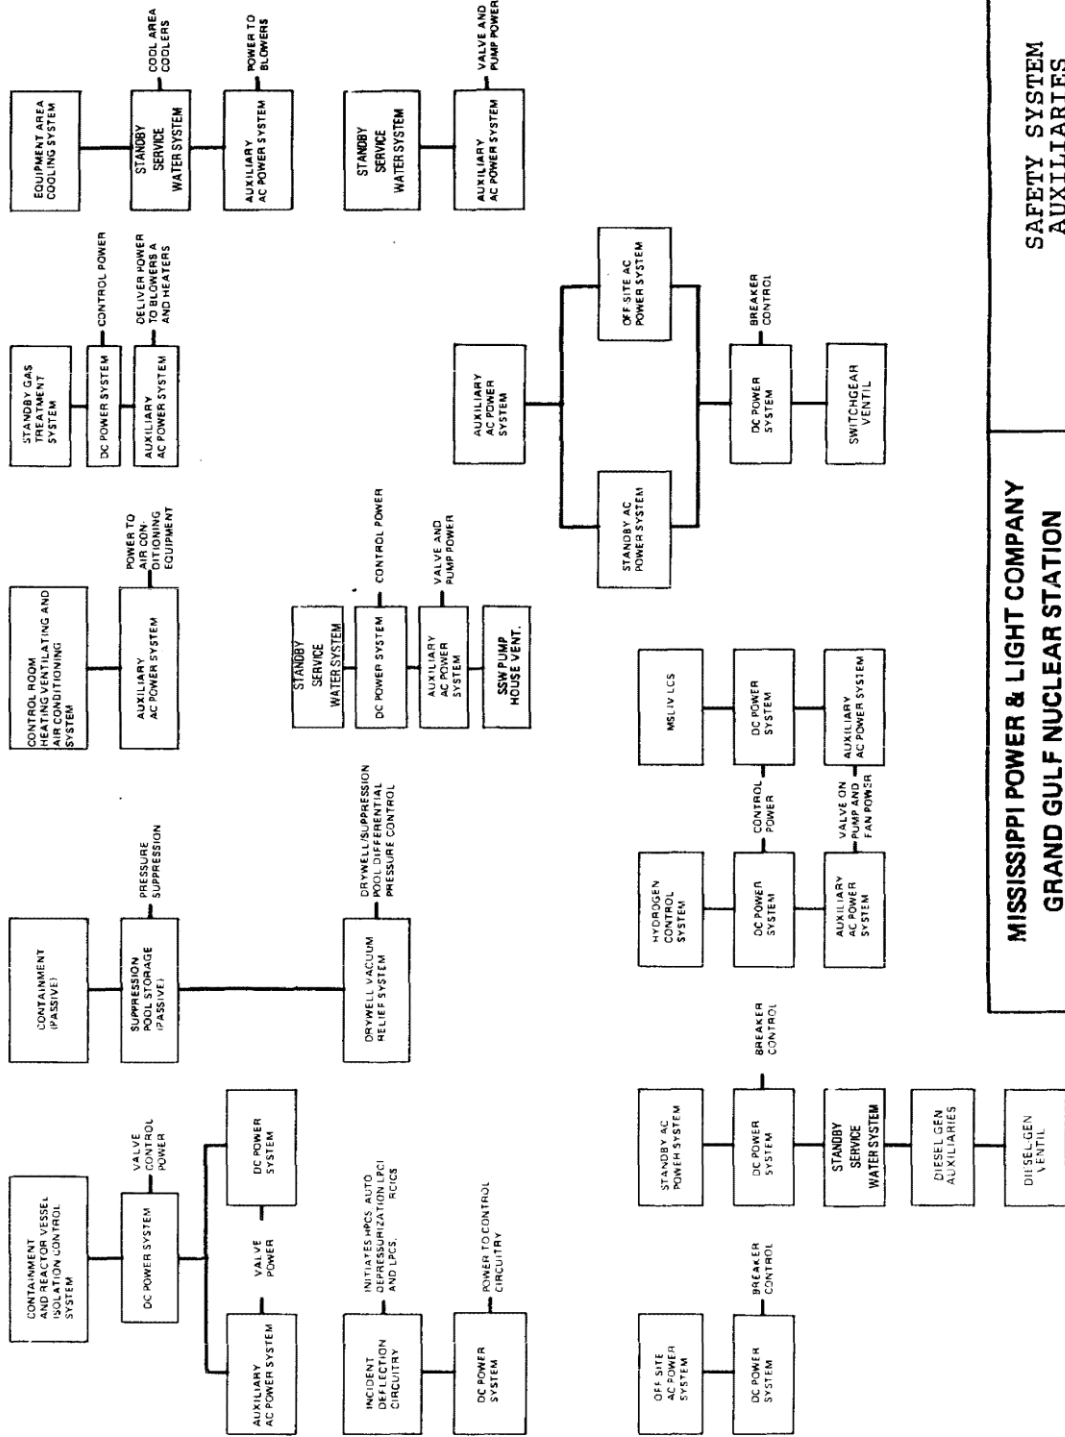 CONTAINMENT
AND REACTOR VESSEL
ISOLATION CONTROL
SYSTEM
DC POWER SYSTEM
VALVE
CONTROL
POWER
AUXILIARY
AC POWER SYSTEM
VALVE
POWER
DC POWER
SYSTEM
CONTAINMENT
(PASSIVE)
SUPPRESSION
POOL STORAGE
(PASSIVE)
PRESSURE
SUPPRESSION
DRYWELL VACUUM
RELIEF SYSTEM
DRYWELL/SUPPRESSION
POOL DIFFERENTIAL
PRESSURE CONTROL
CONTROL ROOM
HEATING VENTILATING AND
AIR CONDITIONING
SYSTEM
AUXILIARY
AC POWER SYSTEM
POWER TO
AIR CON-
DITIONING
EQUIPMENT
STANDBY GAS
TREATMENT
SYSTEM
DC POWER SYSTEM
CONTROL POWER
AUXILIARY
AC POWER SYSTEM
DELIVER POWER
TO BLOWERS A
AND HEATERS
EQUIPMENT AREA
COOLING SYSTEM
STANDBY
SERVICE
WATER SYSTEM
COOL AREA
COOLERS
AUXILIARY
AC POWER SYSTEM
POWER TO
BLOWERS
INCIDENT
DEFLECTION
CIRCUITRY
INITIATES HPCS, AUTO
DEPRESSURIZATION LPCI
AND LPCS, RCICS
DC POWER
SYSTEM
POWER TO CONTROL
CIRCUITRY
STANDBY
SERVICE
WATER SYSTEM
DC POWER SYSTEM
CONTROL POWER
AUXILIARY
AC POWER
SYSTEM
VALVE AND
PUMP POWER
SSW PUMP
HOUSE VENT.
STANDBY
SERVICE
WATER SYSTEM
AUXILIARY
AC POWER SYSTEM
VALVE AND
PUMP POWER
AUXILIARY
AC POWER
SYSTEM
STANDBY AC
POWER SYSTEM
OFF-SITE AC
POWER SYSTEM
DC POWER
SYSTEM
BREAKER
CONTROL
SWITCHGEAR
VENTIL
OFF SITE
AC POWER
SYSTEM
DC POWER
SYSTEM
BREAKER
CONTROL
STANDBY AC
POWER SYSTEM
DC POWER
SYSTEM
BREAKER
CONTROL
STANDBY
SERVICE
WATER SYSTEM
DIESEL GEN
AUXILIARIES
DIESEL-GEN
VENTIL
HYDROGEN
CONTROL
SYSTEM
DC POWER
SYSTEM
CONTROL
POWER
AUXILIARY
AC POWER
SYSTEM
VALVE ON
PUMP AND
FAN POWER
MSLIV LCS
DC POWER
SYSTEM
AUXILIARY
AC POWER SYSTEM
MISSISSIPPI POWER & LIGHT COMPANY
GRAND GULF NUCLEAR STATION
SAFETY SYSTEM
AUXILIARIES